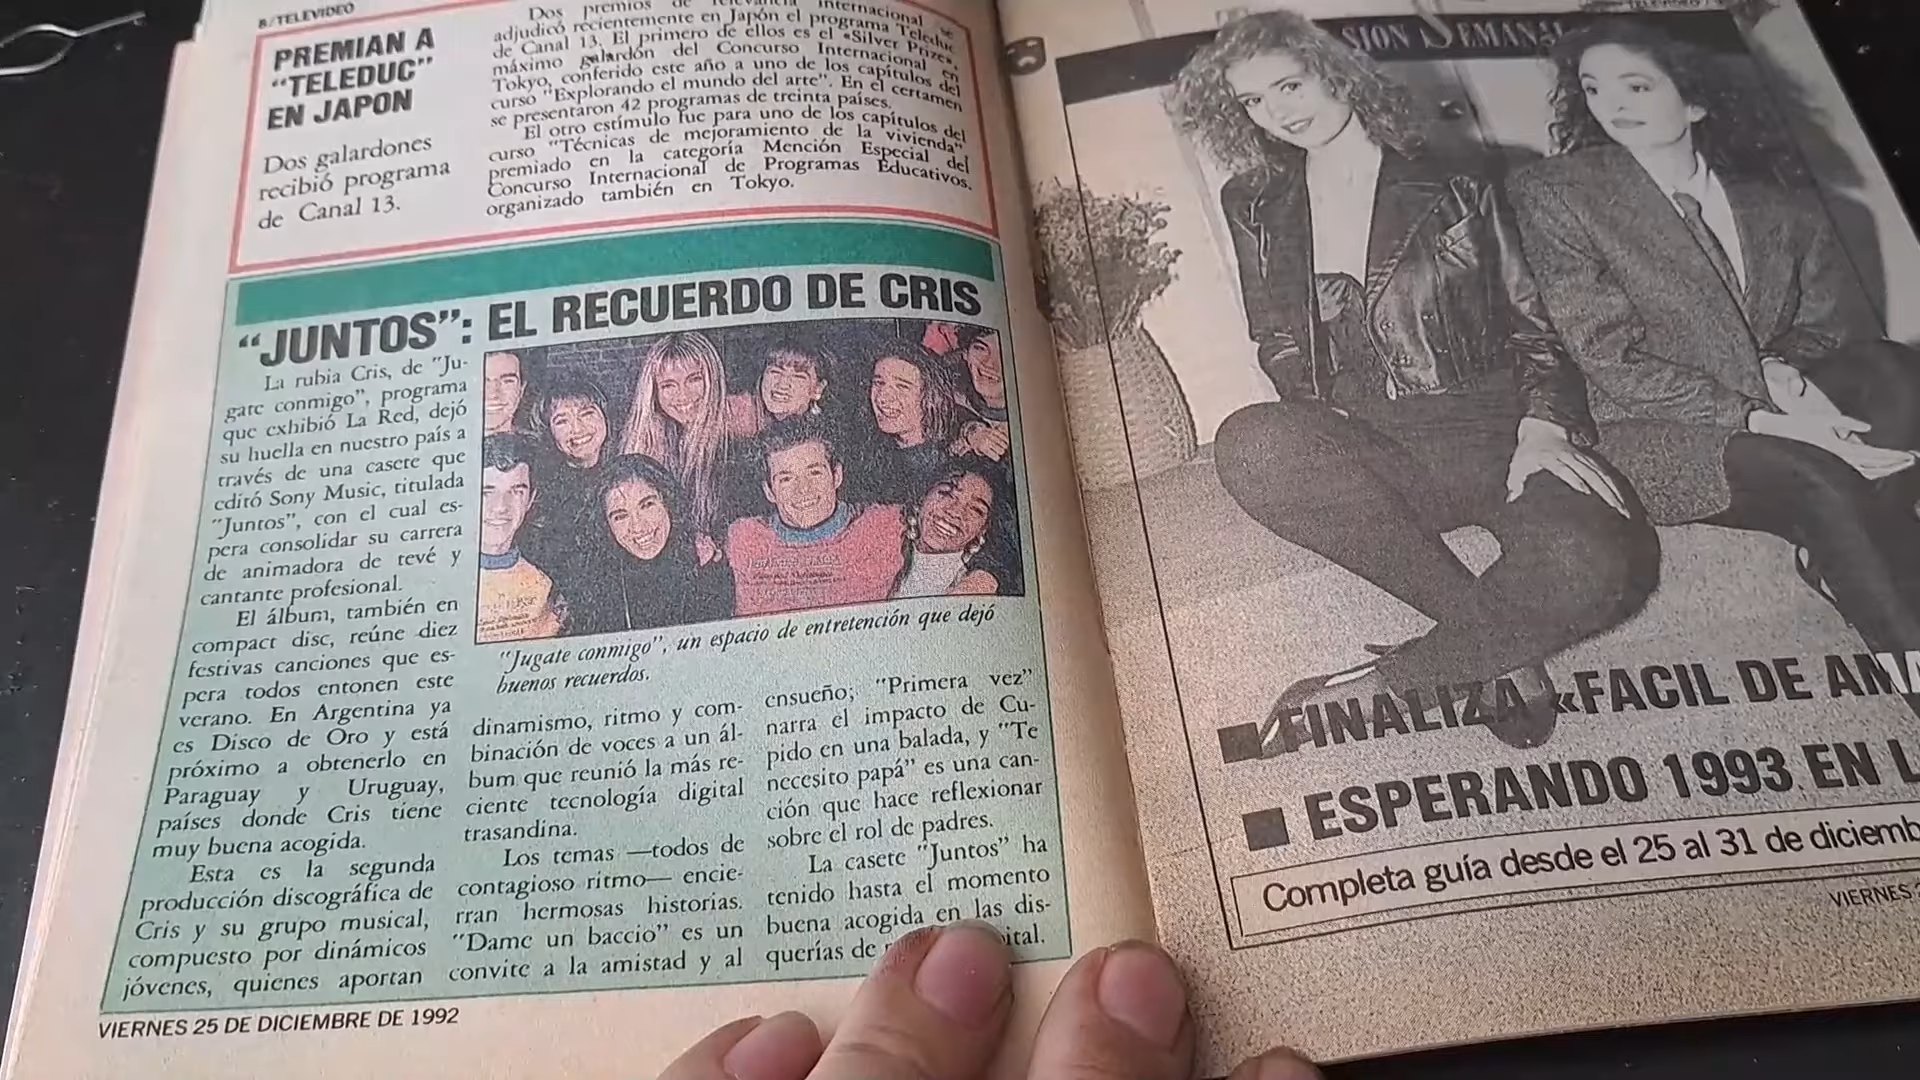 8/TELEVIDEO
PREMIAN A
"TELEDUC"
EN JAPON
Dos galardones
recibió programa
de Canal 13.
Dos premios de relevancia internacional se
adjudicó recientemente en Japón el programa Teleduc
de Canal 13. El primero de ellos es el «Silver Prize»,
máximo galardón del Concurso Internacional en
Tokyo, conferido este año a uno de los capítulos del
curso "Explorando el mundo del arte". En el certamen
se presentaron 42 programas de treinta países.
El otro estímulo fue para uno de los capítulos del
curso "Técnicas de mejoramiento de la vivienda"
premiado en la categoría Mención Especial del
Concurso Internacional de Programas Educativos,
organizado también en Tokyo.
"JUNTOS": EL RECUERDO DE CRIS
La rubia Cris, de "Ju-
gate conmigo", programa
que exhibió La Red, dejó
su huella en nuestro país a
través de una casete que
editó Sony Music, titulada
"Juntos", con el cual es-
pera consolidar su carrera
de animadora de tevé y
cantante profesional.
El álbum, también en
compact disc, reúne diez
festivas canciones que es-
pera todos entonen este
verano. En Argentina ya
es Disco de Oro y está
próximo a obtenerlo en
Paraguay y Uruguay,
países donde Cris tiene
muy buena acogida.
Esta es la segunda
producción discográfica de
Cris y su grupo musical,
compuesto por dinámicos
jóvenes, quienes aportan
"Jugate conmigo", un espacio de entretención que dejó
buenos recuerdos.
dinamismo, ritmo y com-
binación de voces a un ál-
bum que reunió la más re-
ciente tecnología digital
trasandina.
Los temas —todos de
contagioso ritmo— encie-
rran hermosas historias.
"Dame un baccio" es un
convite a la amistad y al
ensueño; "Primera vez"
narra el impacto de Cu-
pido en una balada, y "Te
necesito papá" es una can-
ción que hace reflexionar
sobre el rol de padres.
La casete "Juntos" ha
tenido hasta el momento
buena acogida en las dis-
querías de
VIERNES 25 DE DICIEMBRE DE 1992
SEMANAL
FINALIZA «FACIL DE AMA
ESPERANDO 1993 EN L
Completa guía desde el 25 al 31 de diciemb
VIERNES